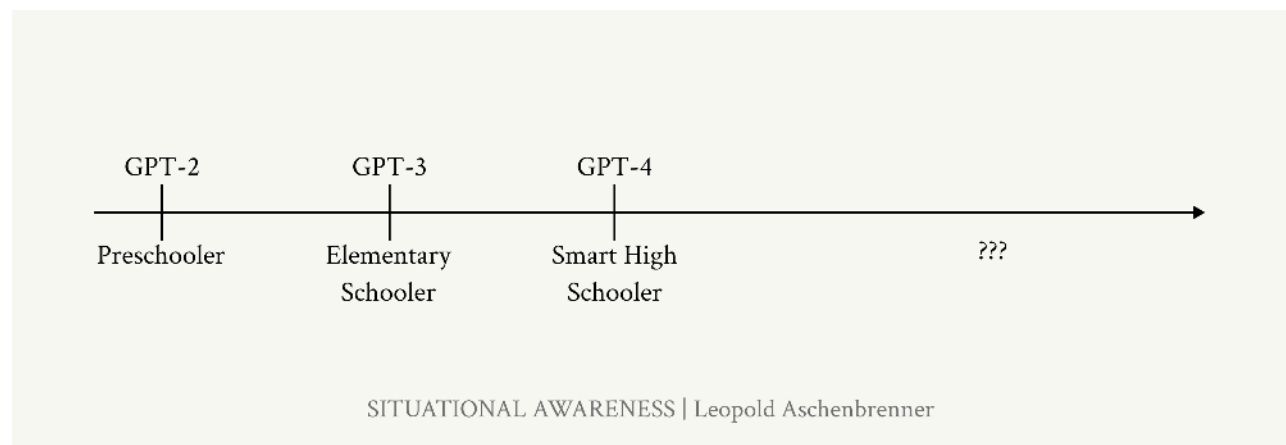 GPT-2
GPT-3
GPT-4
Preschooler
Elementary
Schooler
Smart High
Schooler
???
SITUATIONAL AWARENESS | Leopold Aschenbrenner